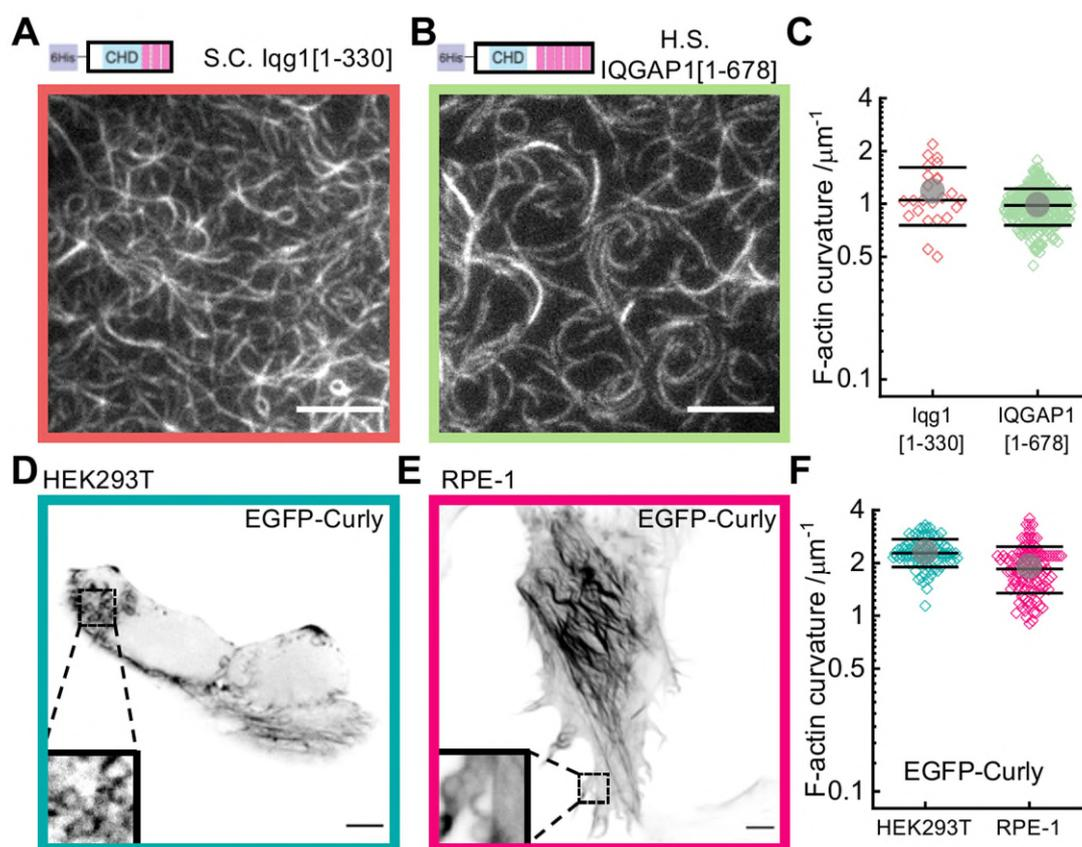 A
6His
CHD
S.C. Iqg1[1-330]
B
6His
CHD
H.S.
IQGAP1[1-678]
C
F-actin curvature /μm⁻¹
4
2
1
0.5
0.1
Iqg1
[1-330]
IQGAP1
[1-678]
D
HEK293T
EGFP-Curly
E
RPE-1
EGFP-Curly
F
F-actin curvature /μm⁻¹
4
2
1
0.5
0.1
EGFP-Curly
HEK293T
RPE-1